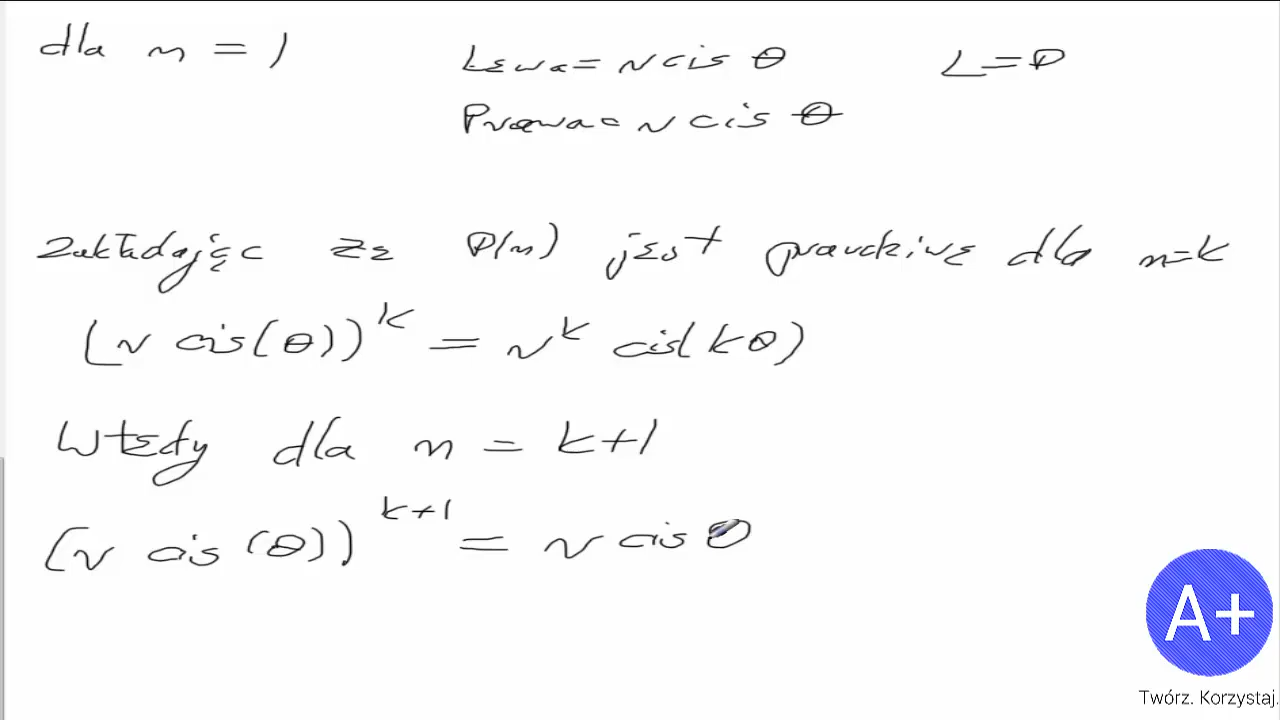 dla n = 1
Lewa = r cis θ L = P
Prawa = r cis θ
Zakładając że P(n) jest prawdziwe dla n=k
(r cis(θ))^k = r^k cis(kθ)
Wtedy dla n = k+1
(r cis (θ))^{k+1} = r cis θ
A+
Twórz. Korzystaj.